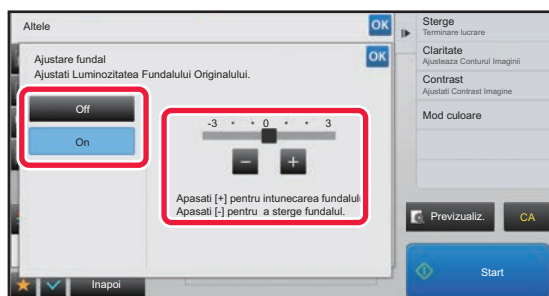 Altele
OK
Ajustare fundal
Ajustati Luminozitatea Fundalului Originalului.
OK
Off
On
-3 • • 0 • • 3
− +
Apasati [+] pentru intunecarea fundalulu
Apasati [-] pentru a sterge fundalul.
Inapoi
Sterge
Terminare lucrare
Claritate
Ajusteaza Conturul Imaginii
Contrast
Ajustati Contrast Imagine
Mod culoare
Previzualiz.
CA
Start